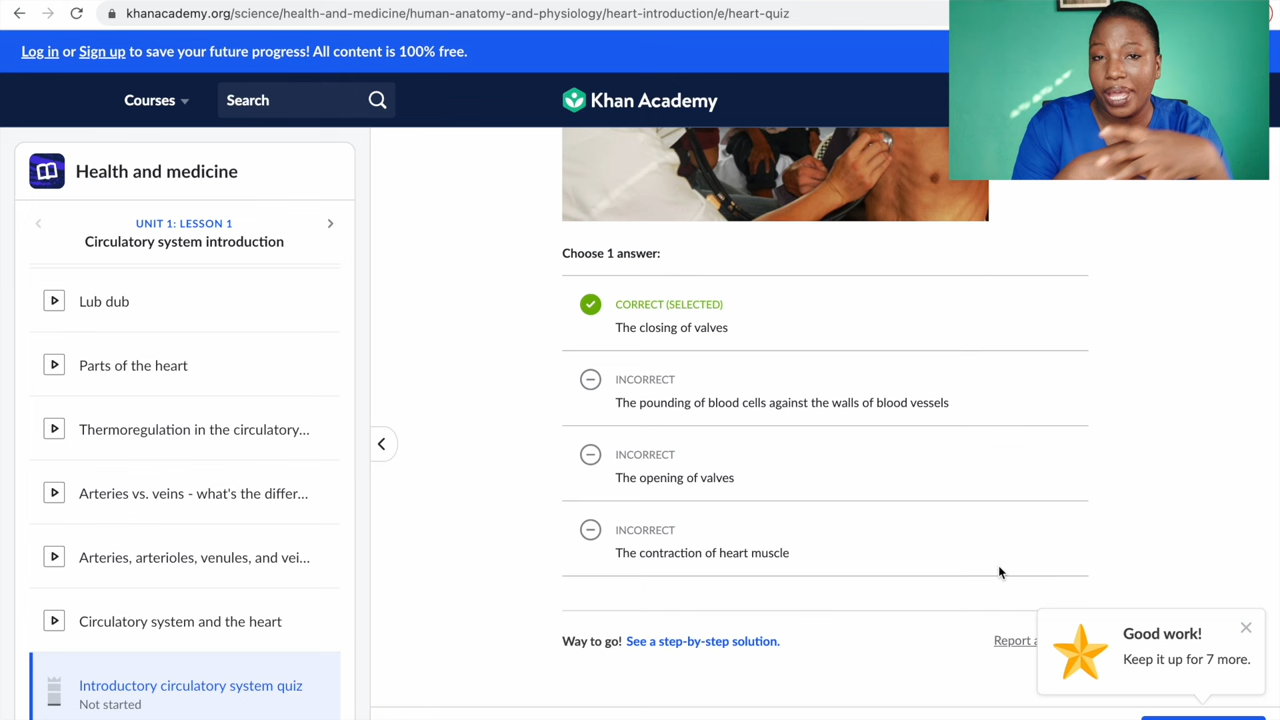 khanacademy.org/science/health-and-medicine/human-anatomy-and-physiology/heart-introduction/e/heart-quiz
Log in or Sign up to save your future progress! All content is 100% free.
Courses
Search
Khan Academy
Health and medicine
UNIT 1: LESSON 1
Circulatory system introduction
Lub dub
Parts of the heart
Thermoregulation in the circulatory...
Arteries vs. veins - what's the differ...
Arteries, arterioles, venules, and vei...
Circulatory system and the heart
Introductory circulatory system quiz
Not started
Choose 1 answer:
CORRECT (SELECTED)
The closing of valves
INCORRECT
The pounding of blood cells against the walls of blood vessels
INCORRECT
The opening of valves
INCORRECT
The contraction of heart muscle
Way to go! See a step-by-step solution.
Report
Good work!
Keep it up for 7 more.